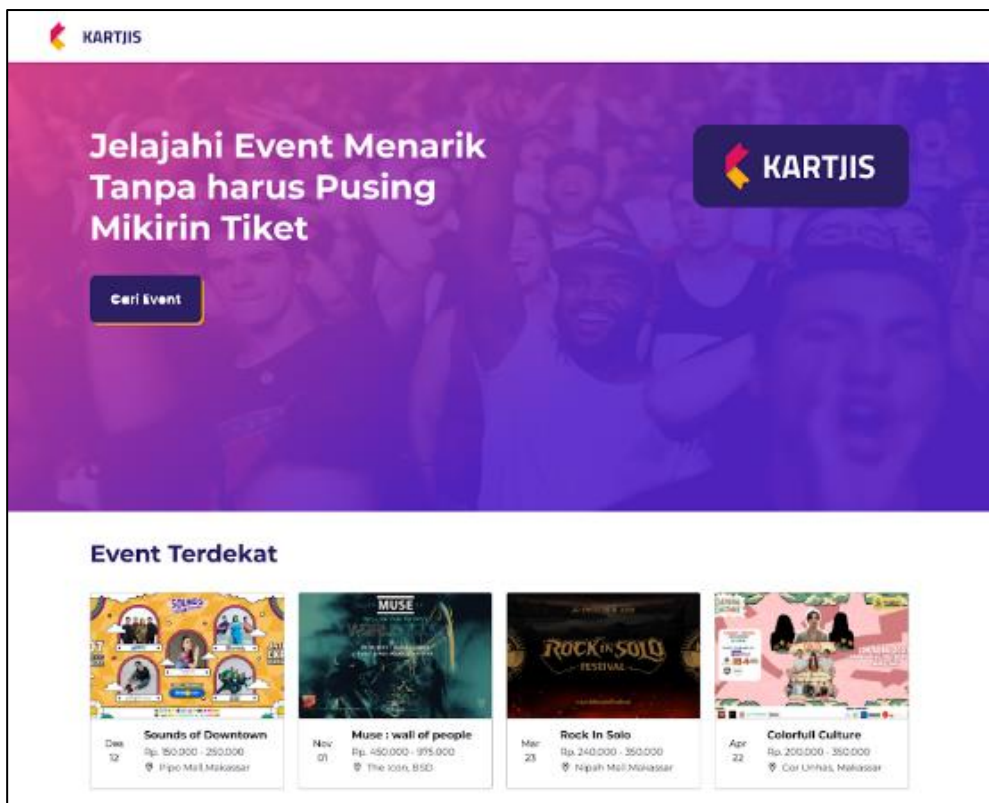 KARTJIS
Jelajahi Event Menarik
Tanpa harus Pusing
Mikirin Tiket
KARTJIS
Cari Event
Event Terdekat
SOUNDS
MUSE
ROCK IN SOLO
FESTIVAL
Des
12
Sounds of Downtown
Rp. 150.000 - 250.000
Pipo Mall,Makassar
Nov
01
Muse : wall of people
Rp. 450.000 - 975.000
The Icon, BSD
Mar
23
Rock In Solo
Rp. 240.000 - 350.000
Nipah Mall,Makassar
Apr
22
Colorfull Culture
Rp. 200.000 - 350.000
Cor Unhas, Makassar